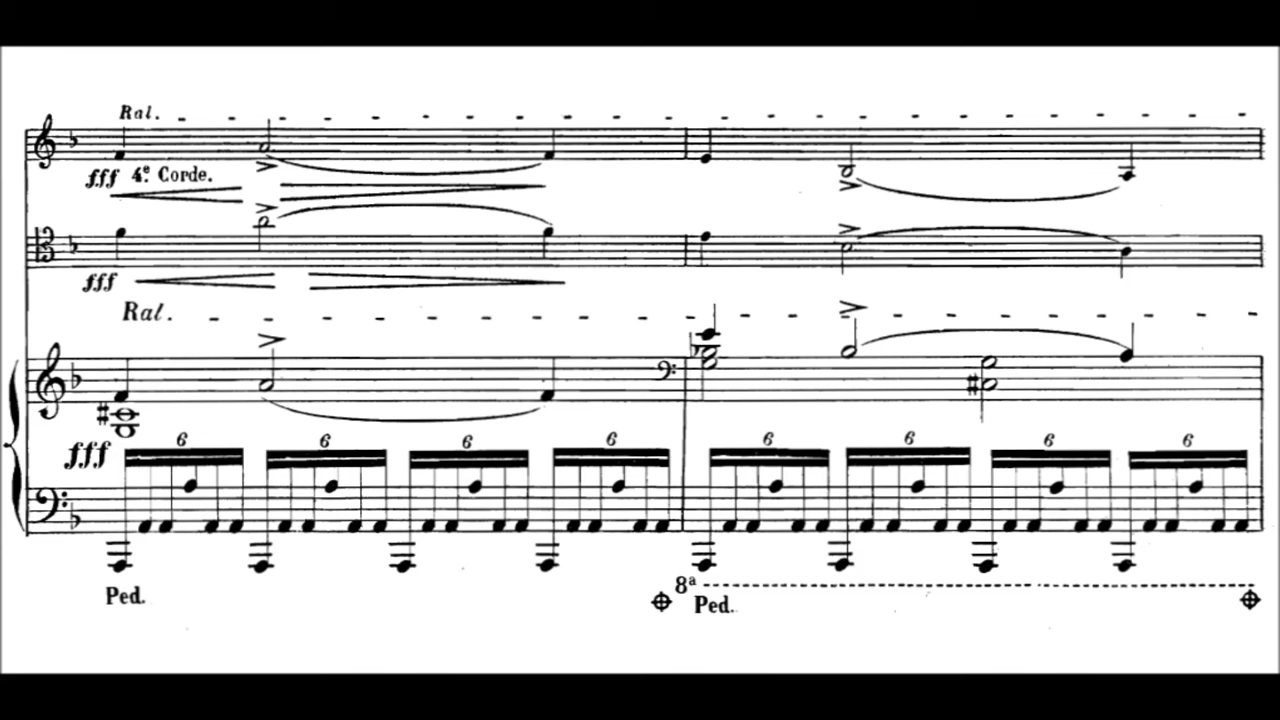 Ral.
fff 4e. Corde.
fff
Ral.
6 6 6 6 6 6 6 6
fff
Ped. 8a Ped.